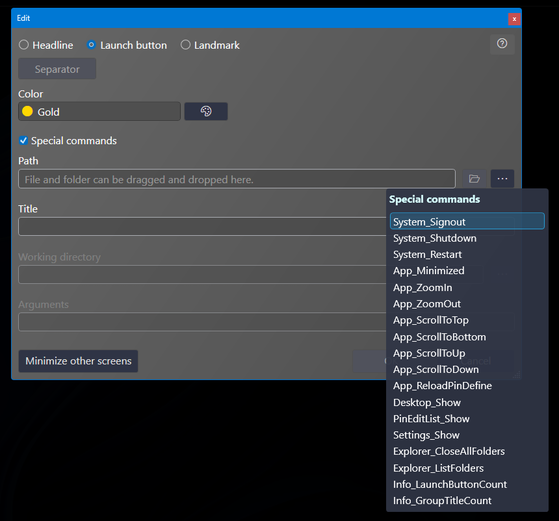 Edit
x
Headline Launch button Landmark
?
Separator
Color
Gold
Special commands
Path
File and folder can be dragged and dropped here.
...
Title
Working directory
Arguments
Minimize other screens
Special commands
System_Signout
System_Shutdown
System_Restart
App_Minimized
App_ZoomIn
App_ZoomOut
App_ScrollToTop
App_ScrollToBottom
App_ScrollToUp
App_ScrollToDown
App_ReloadPinDefine
Desktop_Show
PinEditList_Show
Settings_Show
Explorer_CloseAllFolders
Explorer_ListFolders
Info_LaunchButtonCount
Info_GroupTitleCount